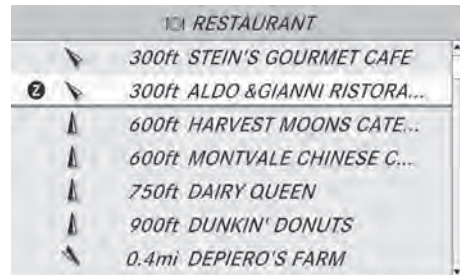 RESTAURANT
300ft STEIN'S GOURMET CAFE
Z 300ft ALDO &GIANNI RISTORA...
600ft HARVEST MOONS CATE...
600ft MONTVALE CHINESE C...
750ft DAIRY QUEEN
900ft DUNKIN' DONUTS
0.4mi DEPIERO'S FARM